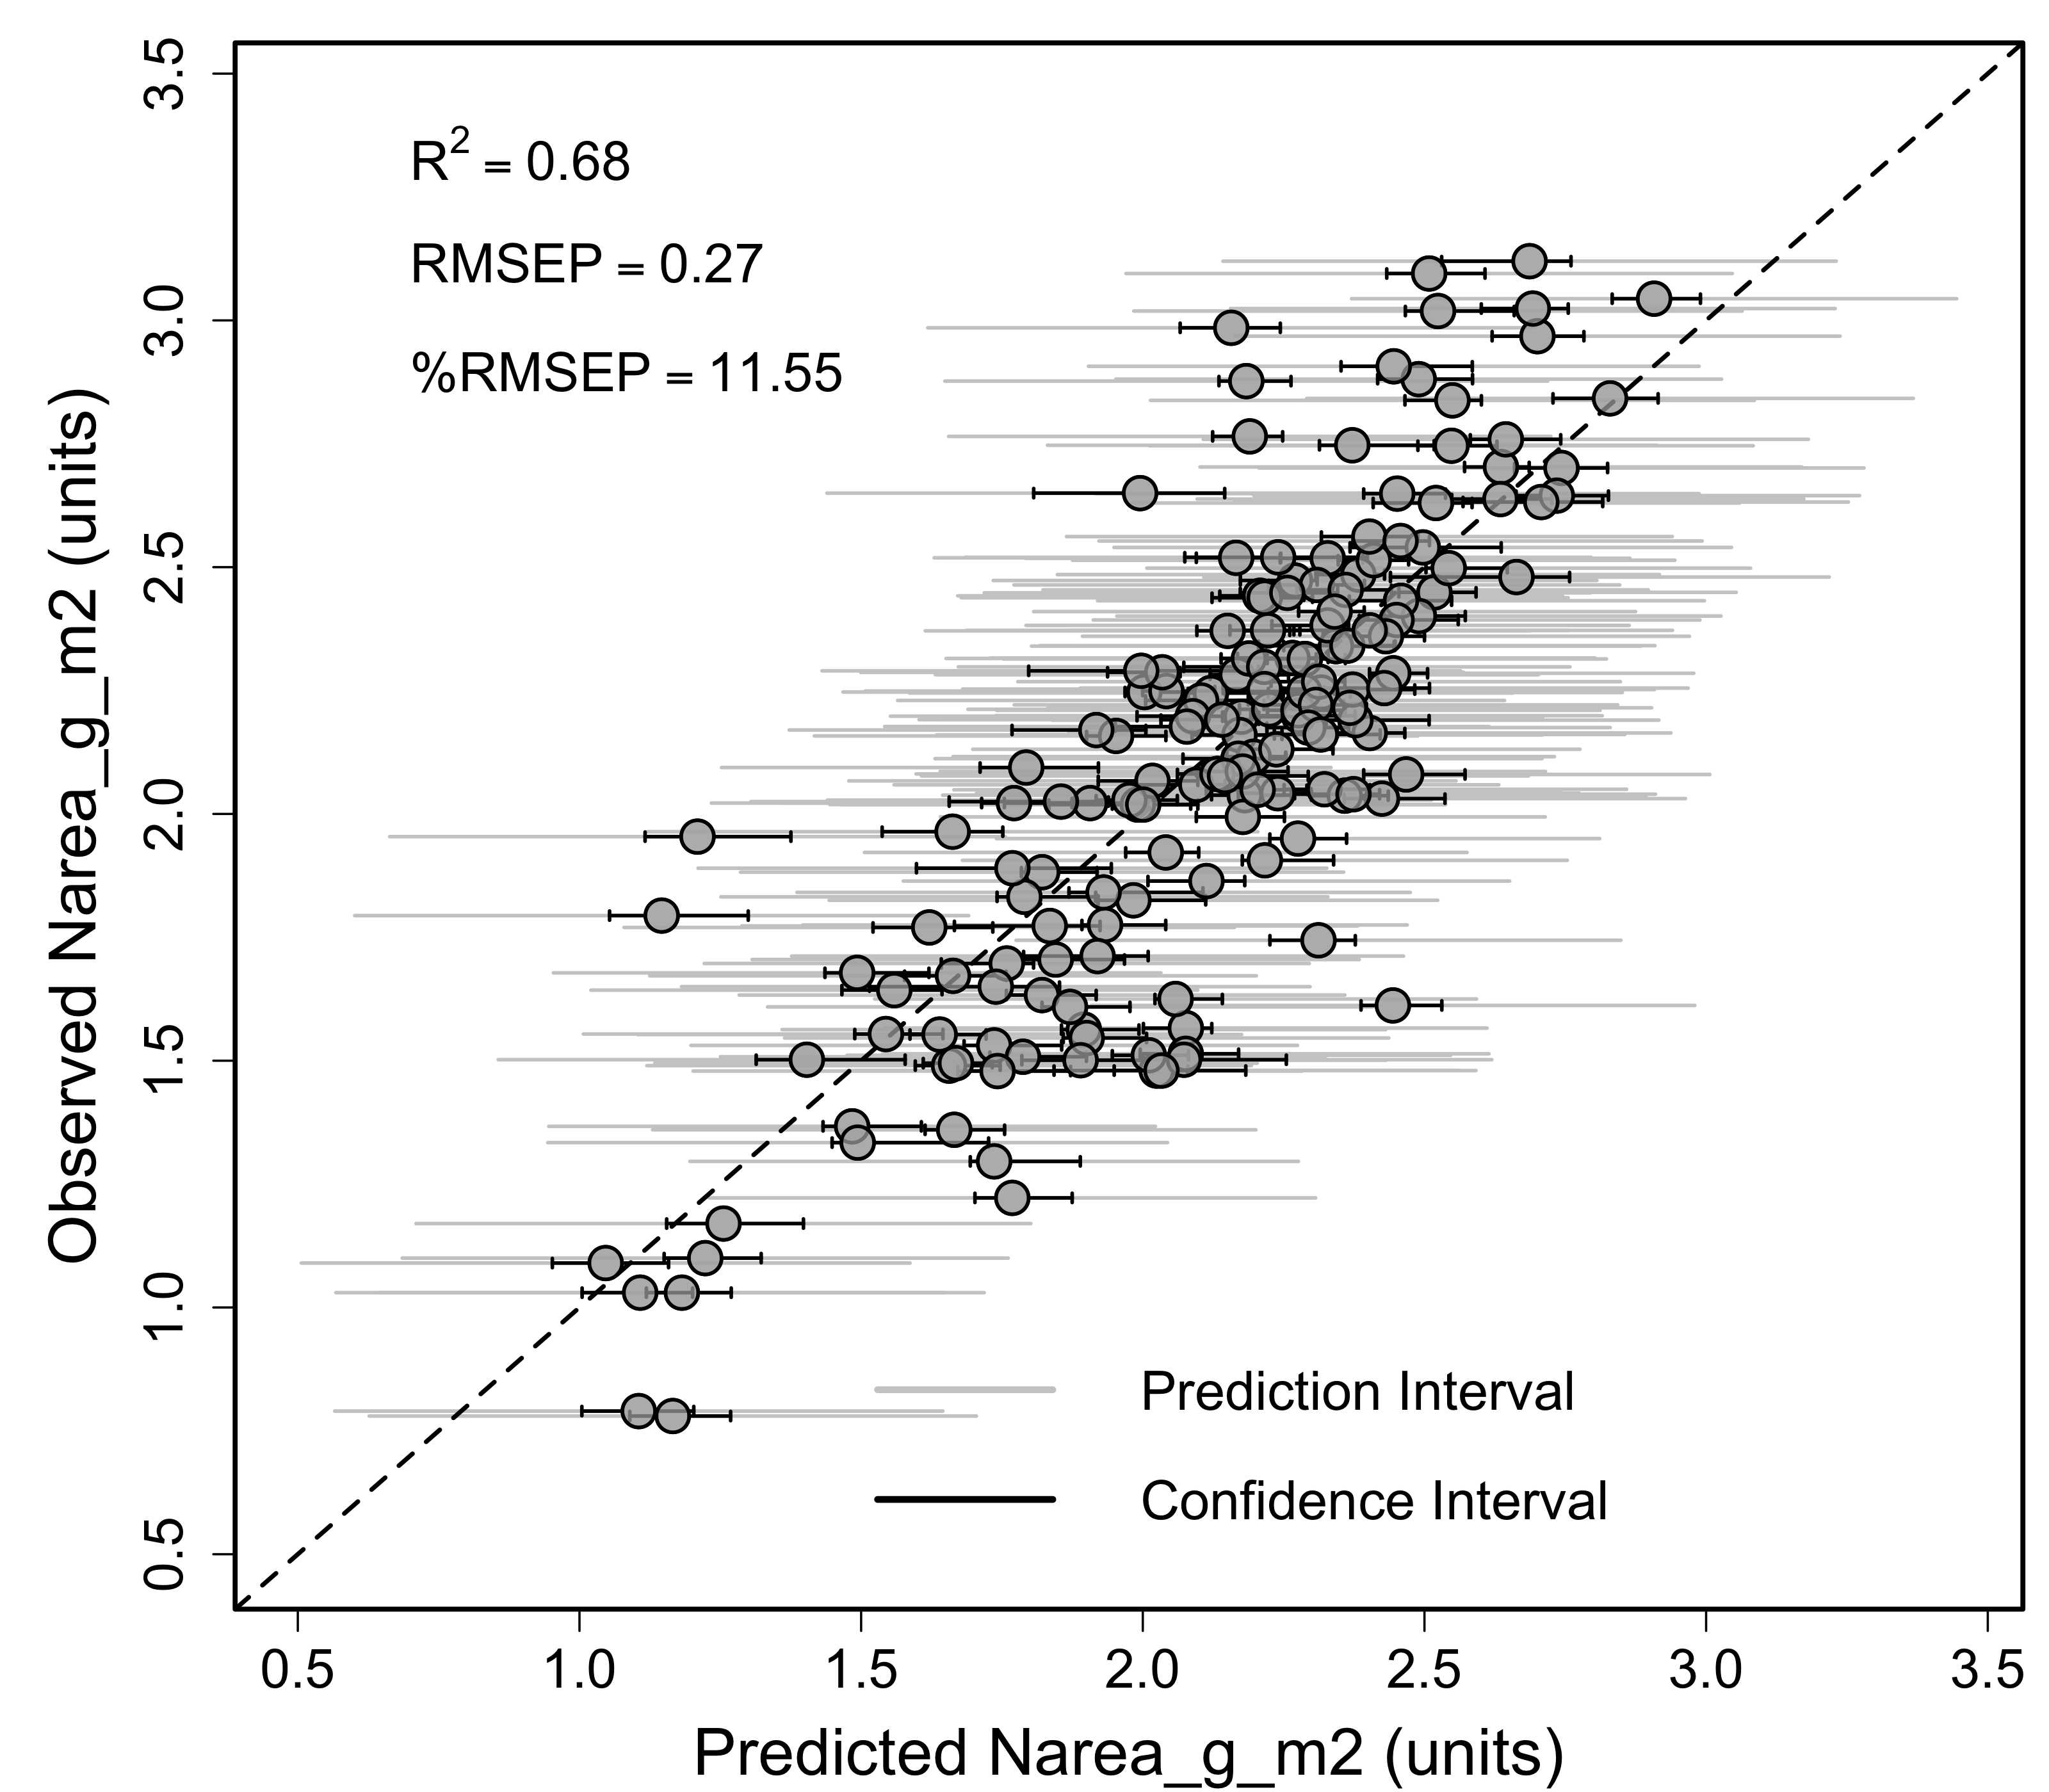 R2 = 0.68
RMSEP = 0.27
%RMSEP = 11.55
Observed Narea_g_m2 (units)
3.5
3.0
2.5
2.0
1.5
1.0
0.5
Prediction Interval
Confidence Interval
0.5 1.0 1.5 2.0 2.5 3.0 3.5
Predicted Narea_g_m2 (units)